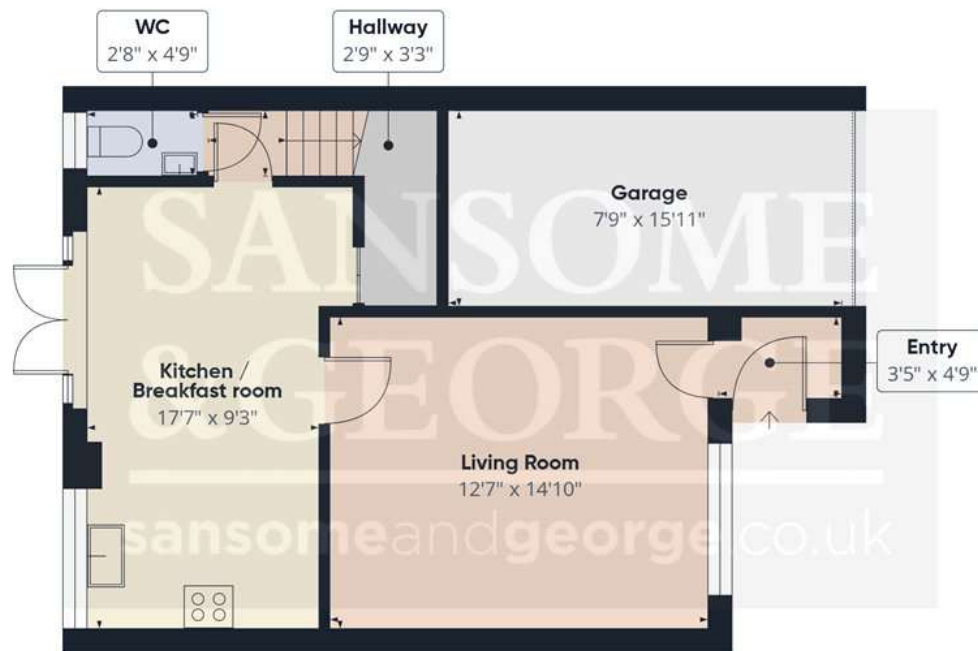 WC
2'8" x 4'9"
Hallway
2'9" x 3'3"
Garage
7'9" x 15'11"
SANSOME
&GEORGE
Entry
3'5" x 4'9"
Kitchen /
Breakfast room
17'7" x 9'3"
Living Room
12'7" x 14'10"
sansomeandgeorge.co.uk